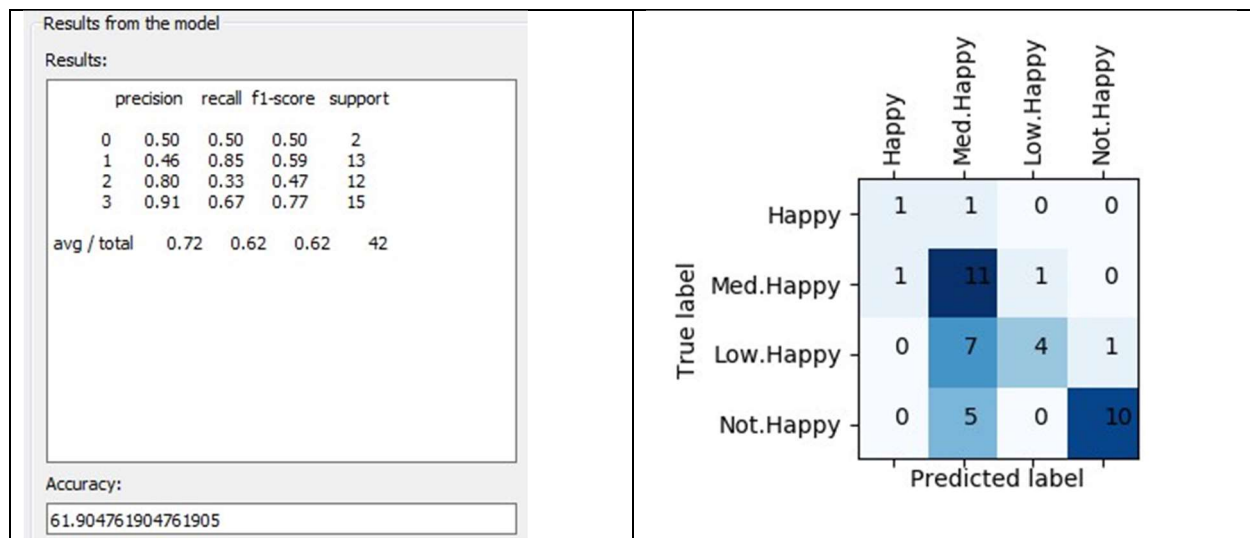 Results from the model
Results:
precision recall f1-score support
0 0.50 0.50 0.50 2
1 0.46 0.85 0.59 13
2 0.80 0.33 0.47 12
3 0.91 0.67 0.77 15
avg / total 0.72 0.62 0.62 42
Accuracy:
61.904761904761905
Happy Med.Happy Low.Happy Not.Happy
True label
Happy 1 1 0 0
Med.Happy 1 11 1 0
Low.Happy 0 7 4 1
Not.Happy 0 5 0 10
Predicted label